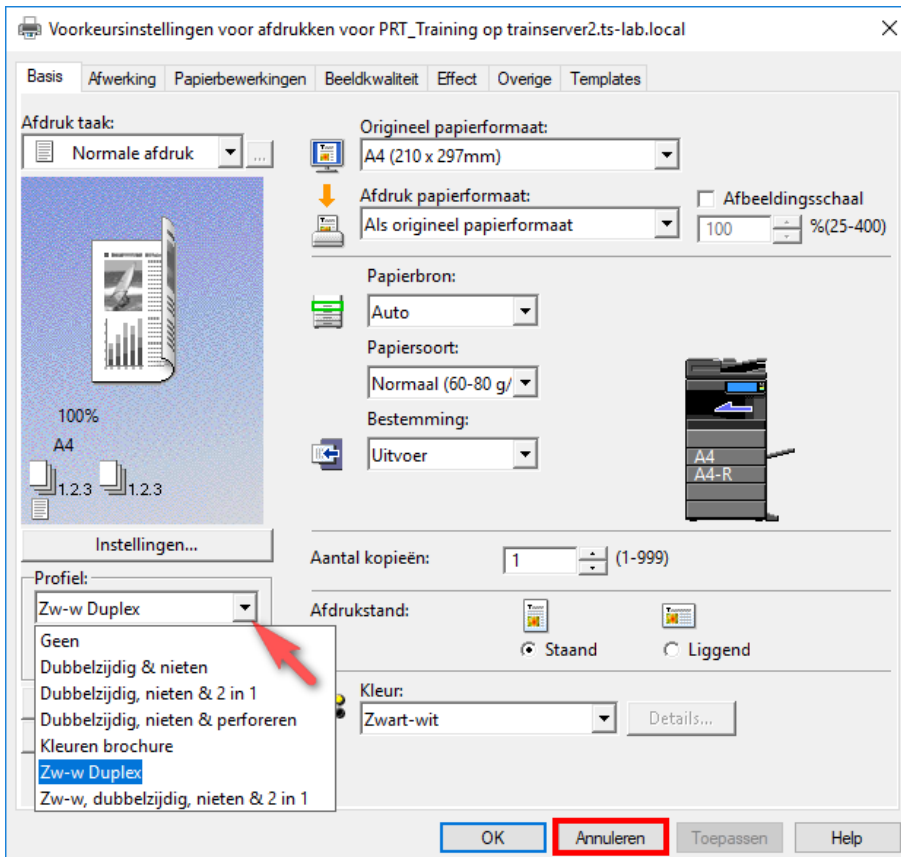 Voorkeursinstellingen voor afdrukken voor PRT_Training op trainserver2.ts-lab.local
Basis Afwerking Papierbewerkingen Beeldkwaliteit Effect Overige Templates
Afdruk taak:
Normale afdruk ...
100%
A4
1.2.3 1.2.3
Instellingen...
Profiel:
Zw-w Duplex
Geen
Dubbelzijdig & nieten
Dubbelzijdig, nieten & 2 in 1
Dubbelzijdig, nieten & perforeren
Kleuren brochure
Zw-w Duplex
Zw-w, dubbelzijdig, nieten & 2 in 1
Origineel papierformaat:
A4 (210 x 297mm)
Afdruk papierformaat:
Als origineel papierformaat
Afbeeldingsschaal
100 %(25-400)
Papierbron:
Auto
Papiersoort:
Normaal (60-80 g/
Bestemming:
Uitvoer
A4
A4-R
Aantal kopieën: 1 (1-999)
Afdrukstand:
Staand Liggend
Kleur:
Zwart-wit Details...
OK Annuleren Toepassen Help